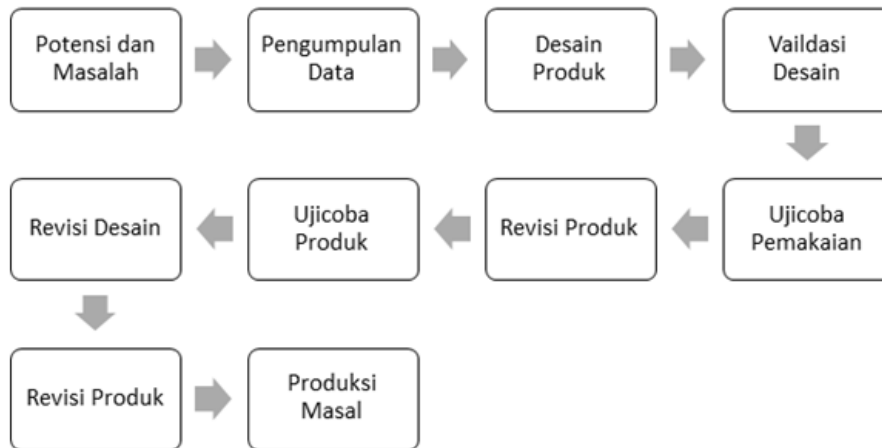 Potensi dan
Masalah
Pengumpulan
Data
Desain
Produk
Vaildasi
Desain
Ujicoba
Pemakaian
Revisi Produk
Ujicoba
Produk
Revisi Desain
Revisi Produk
Produksi
Masal